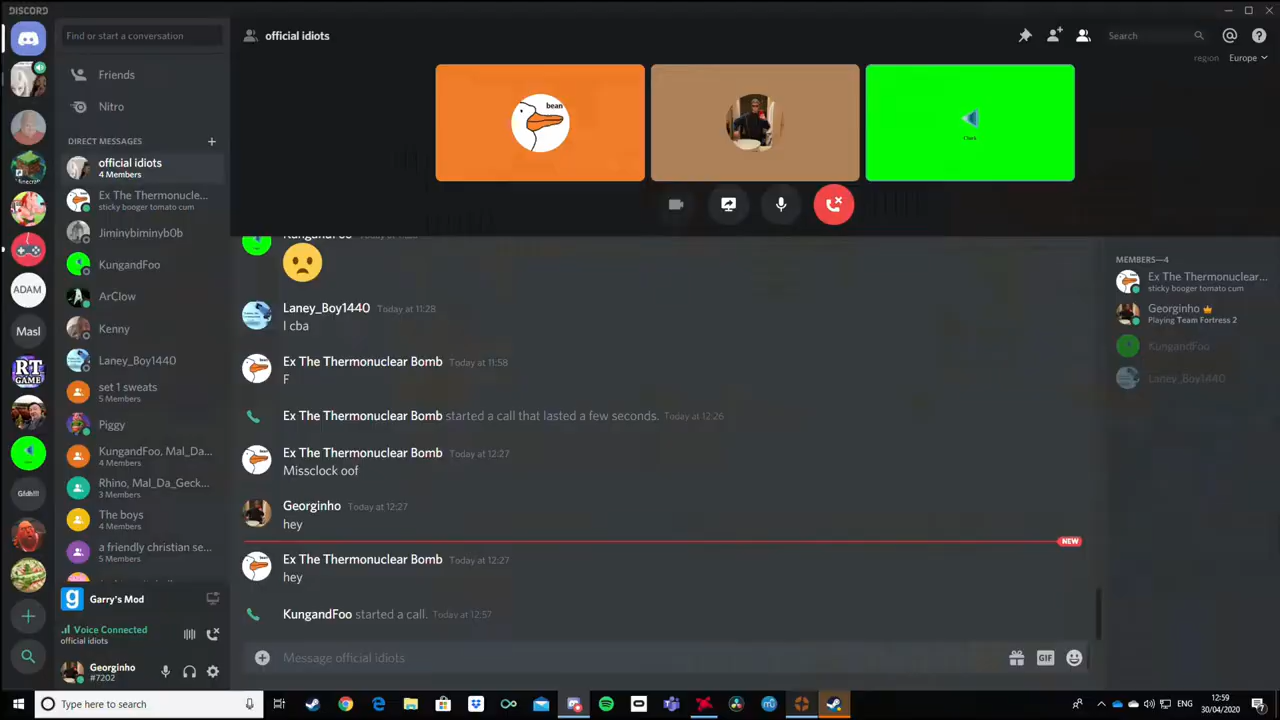 DISCORD
Find or start a conversation
official idiots
Search
region Europe
Friends
Nitro
DIRECT MESSAGES
official idiots
4 Members
Ex The Thermonucle...
sticky booger tomato cum
Jiminybiminyb0b
KungandFoo
ArClow
Kenny
Laney_Boy1440
set 1 sweats
5 Members
Piggy
KungandFoo, Mal_Da...
4 Members
Rhino, Mal_Da_Geck...
3 Members
The boys
4 Members
a friendly christian se...
5 Members
Minecraft
ADAM
Masl
RT
GAME
Gfdh!!!
Garry's Mod
Voice Connected
official idiots
Georginho
#7202
bean
Clark
Laney_Boy1440 Today at 11:28
I cba
Ex The Thermonuclear Bomb Today at 11:58
F
Ex The Thermonuclear Bomb started a call that lasted a few seconds. Today at 12:26
Ex The Thermonuclear Bomb Today at 12:27
Missclock oof
Georginho Today at 12:27
hey
NEW
Ex The Thermonuclear Bomb Today at 12:27
hey
KungandFoo started a call. Today at 12:57
Message official idiots
GIF
MEMBERS—4
Ex The Thermonuclear...
sticky booger tomato cum
Georginho
Playing Team Fortress 2
KungandFoo
Laney_Boy1440
Type here to search
ENG
12:59
30/04/2020